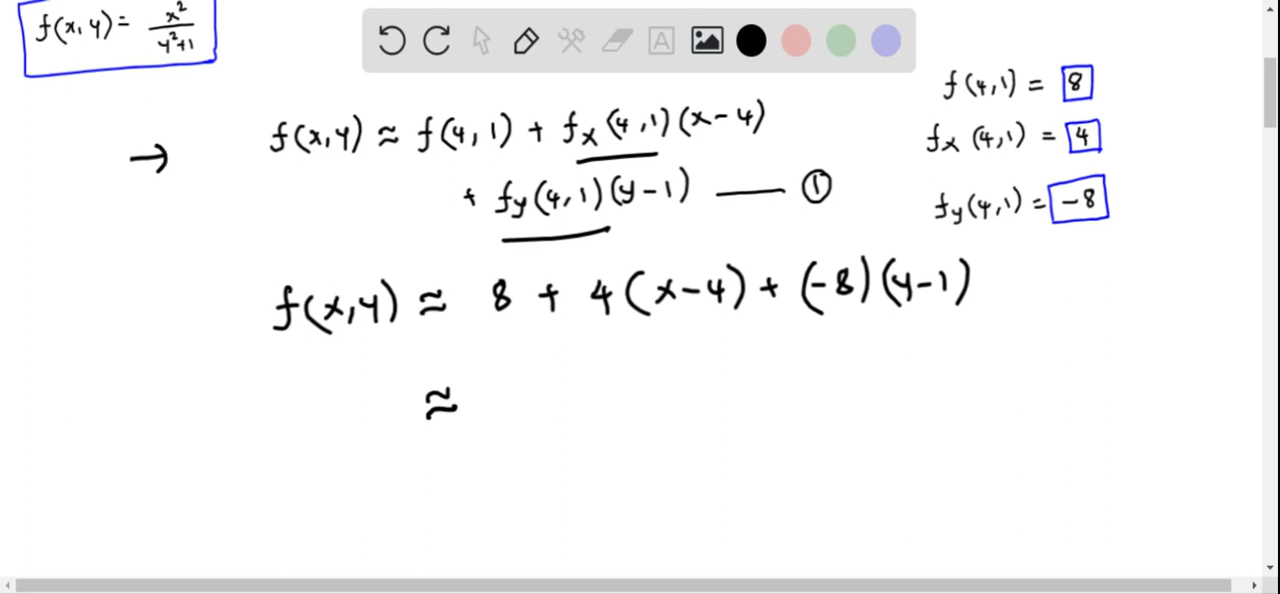 f(x,y) = x²/(y²+1)
f(4,1) = 8
→ f(x,y) ≈ f(4,1) + fx(4,1)(x-4)
fx(4,1) = 4
+ fy(4,1)(y-1) —— ①
fy(4,1) = -8
f(x,y) ≈ 8 + 4(x-4) + (-8)(y-1)
≈